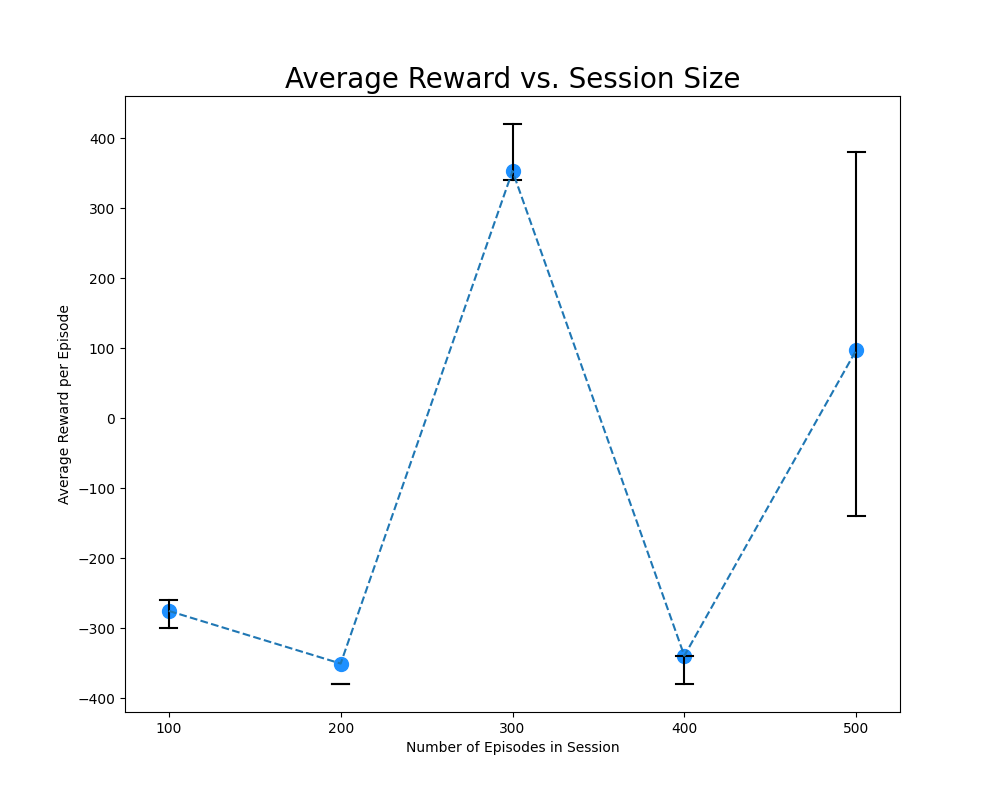 Average Reward vs. Session Size
Average Reward per Episode
400
300
200
100
0
−100
−200
−300
−400
100 200 300 400 500
Number of Episodes in Session